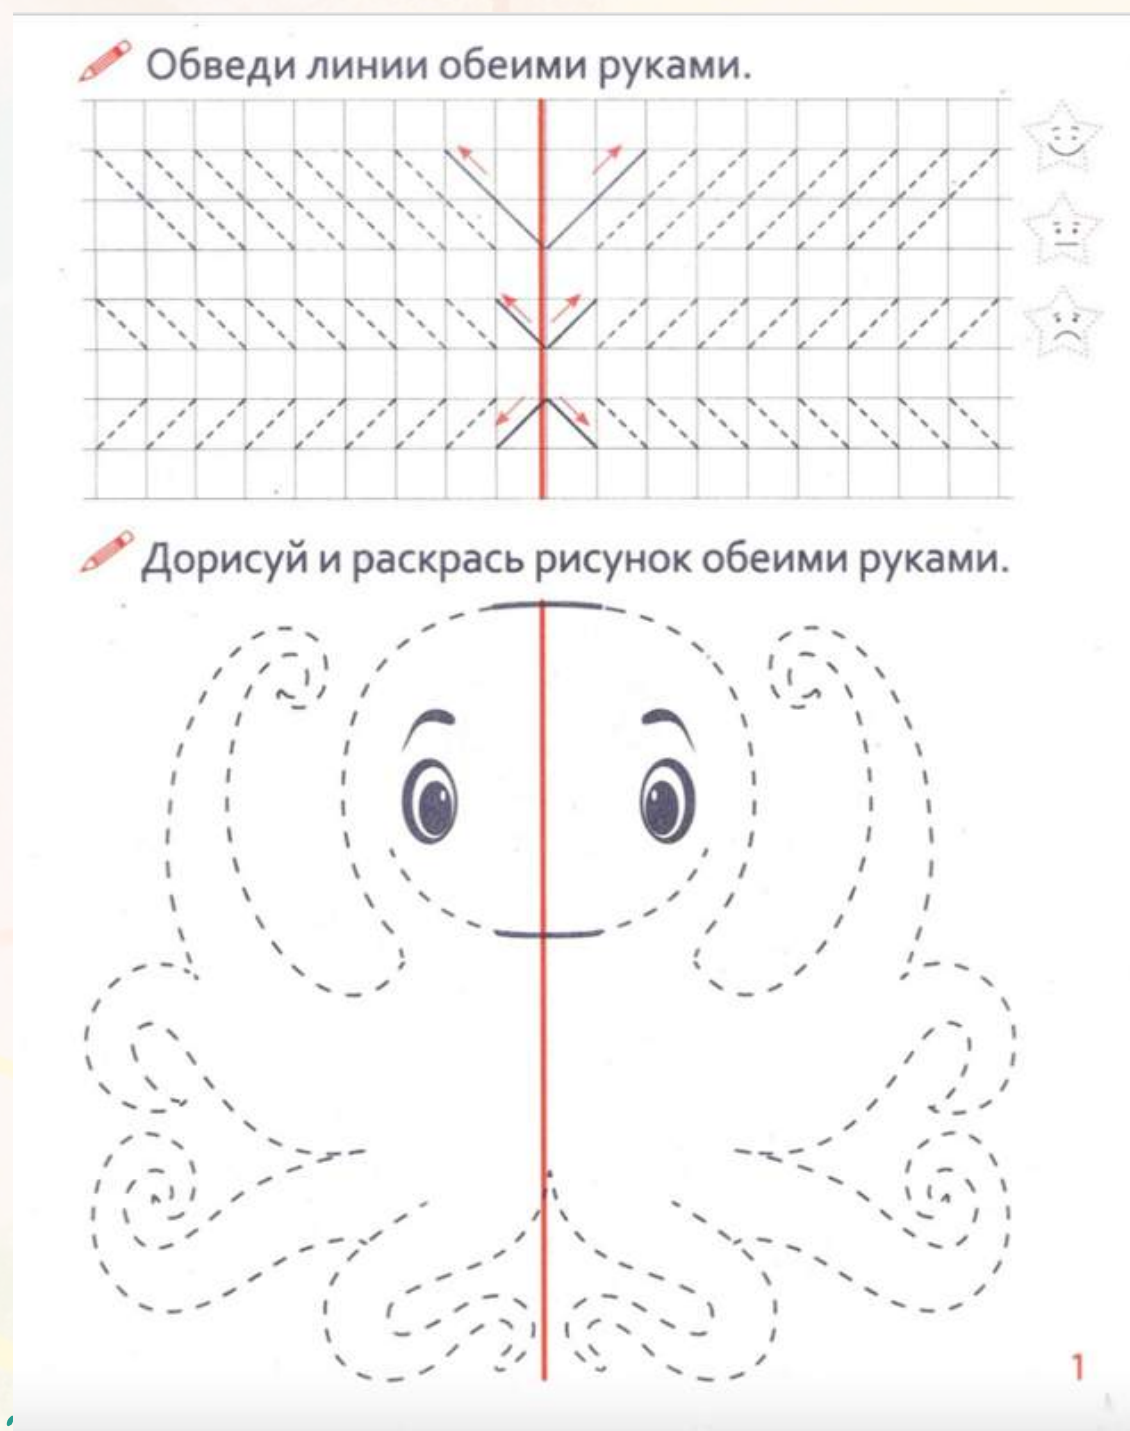 Обведи линии обеими руками.
Дорисуй и раскрась рисунок обеими руками.
1